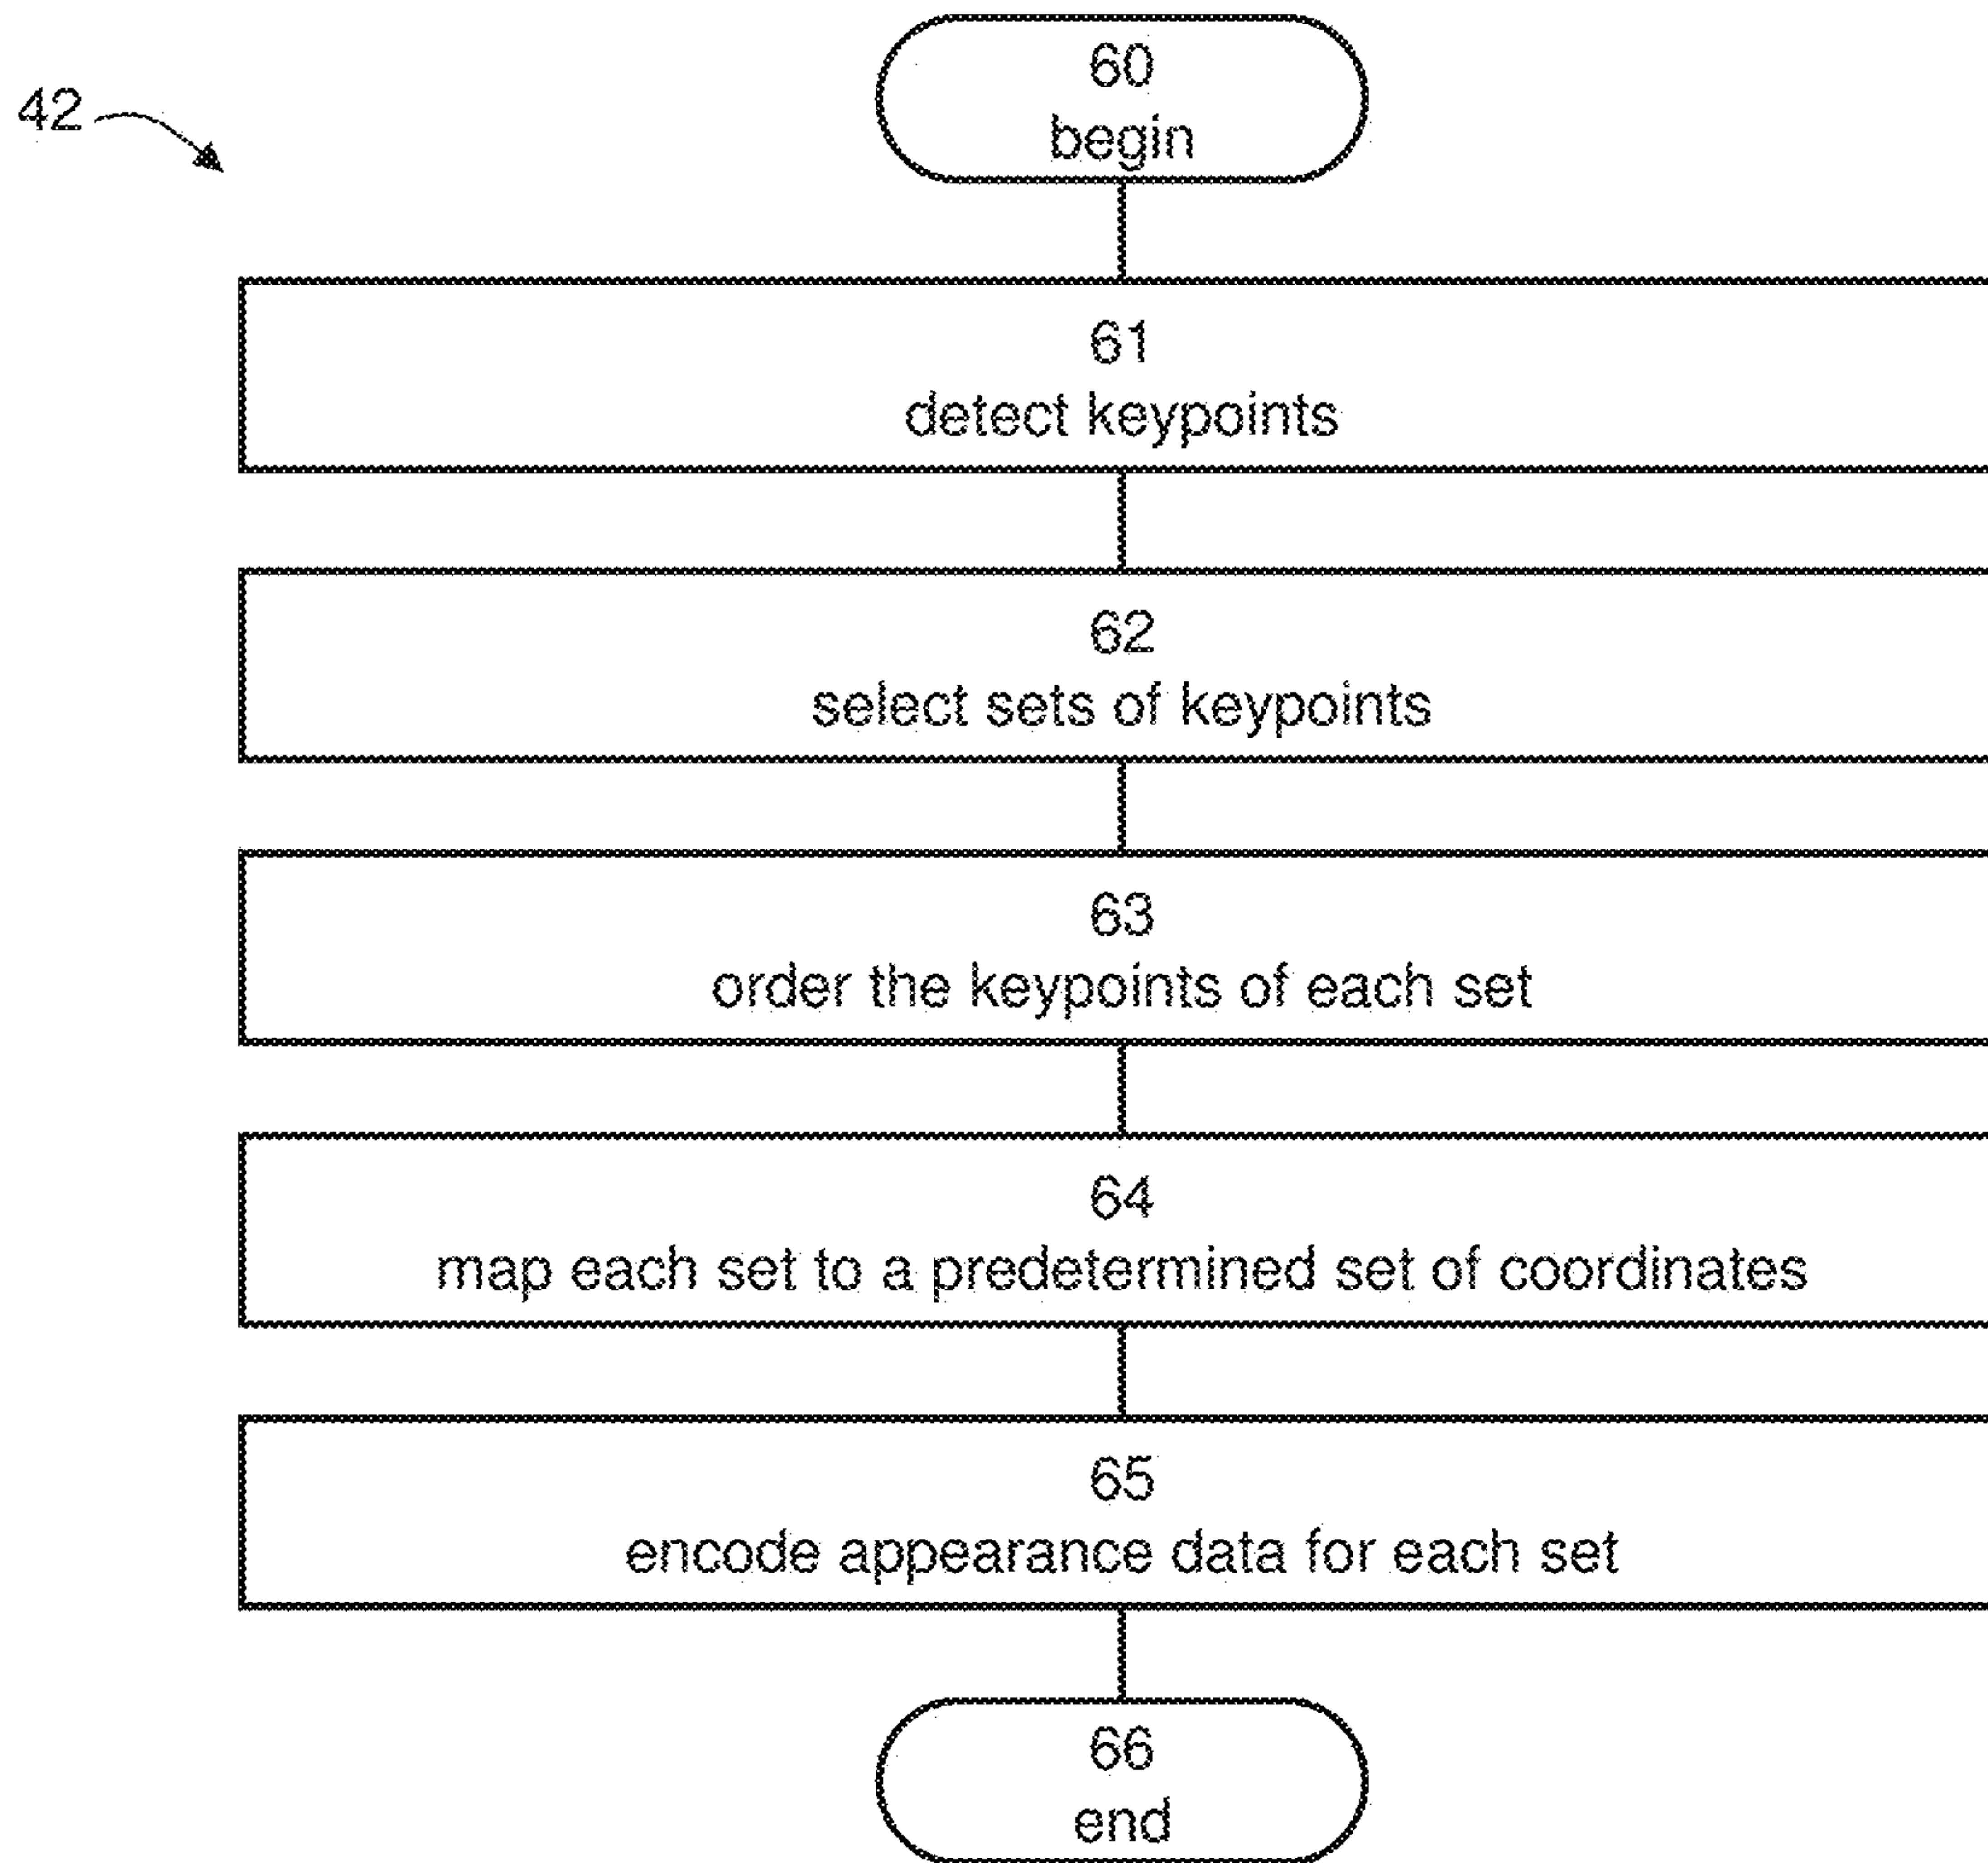 42
60
begin
61
detect keypoints
62
select sets of keypoints
63
order the keypoints of each set
64
map each set to a predetermined set of coordinates
65
encode appearance data for each set
66
end